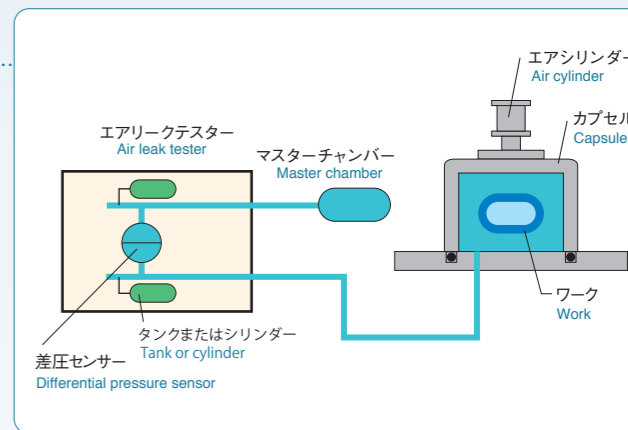 エアシリンダー
Air cylinder
カプセル
Capsule
エアリークテスター
Air leak tester
マスターチャンバー
Master chamber
ワーク
Work
タンクまたはシリンダー
Tank or cylinder
差圧センサー
Differential pressure sensor